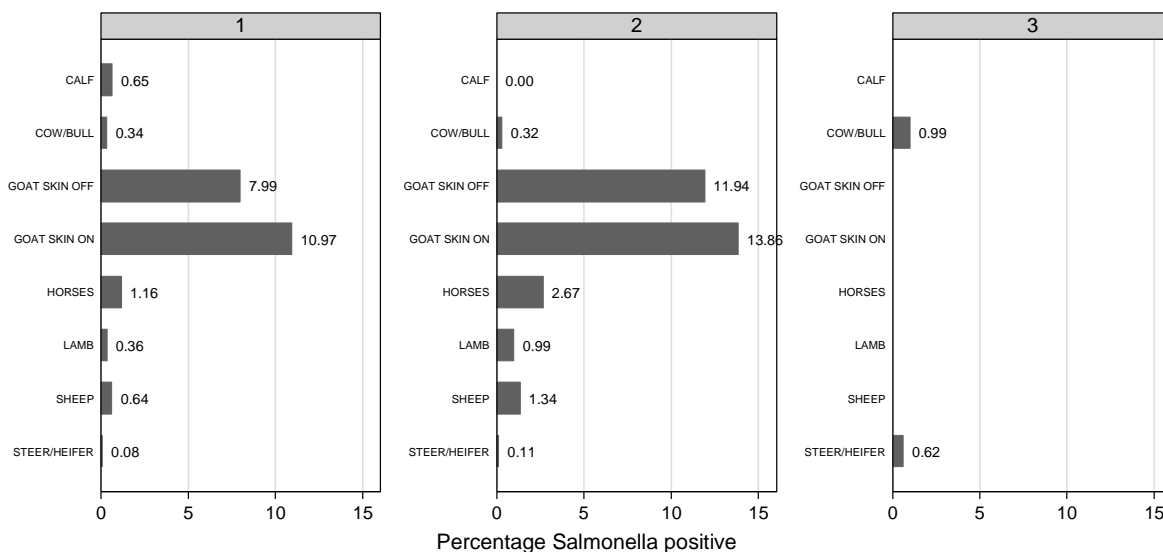 1
CALF 0.65
COW/BULL 0.34
GOAT SKIN OFF 7.99
GOAT SKIN ON 10.97
HORSES 1.16
LAMB 0.36
SHEEP 0.64
STEER/HEIFER 0.08
0 5 10 15
2
CALF 0.00
COW/BULL 0.32
GOAT SKIN OFF 11.94
GOAT SKIN ON 13.86
HORSES 2.67
LAMB 0.99
SHEEP 1.34
STEER/HEIFER 0.11
0 5 10 15
3
CALF
COW/BULL 0.99
GOAT SKIN OFF
GOAT SKIN ON
HORSES
LAMB
SHEEP
STEER/HEIFER 0.62
0 5 10 15
Percentage Salmonella positive